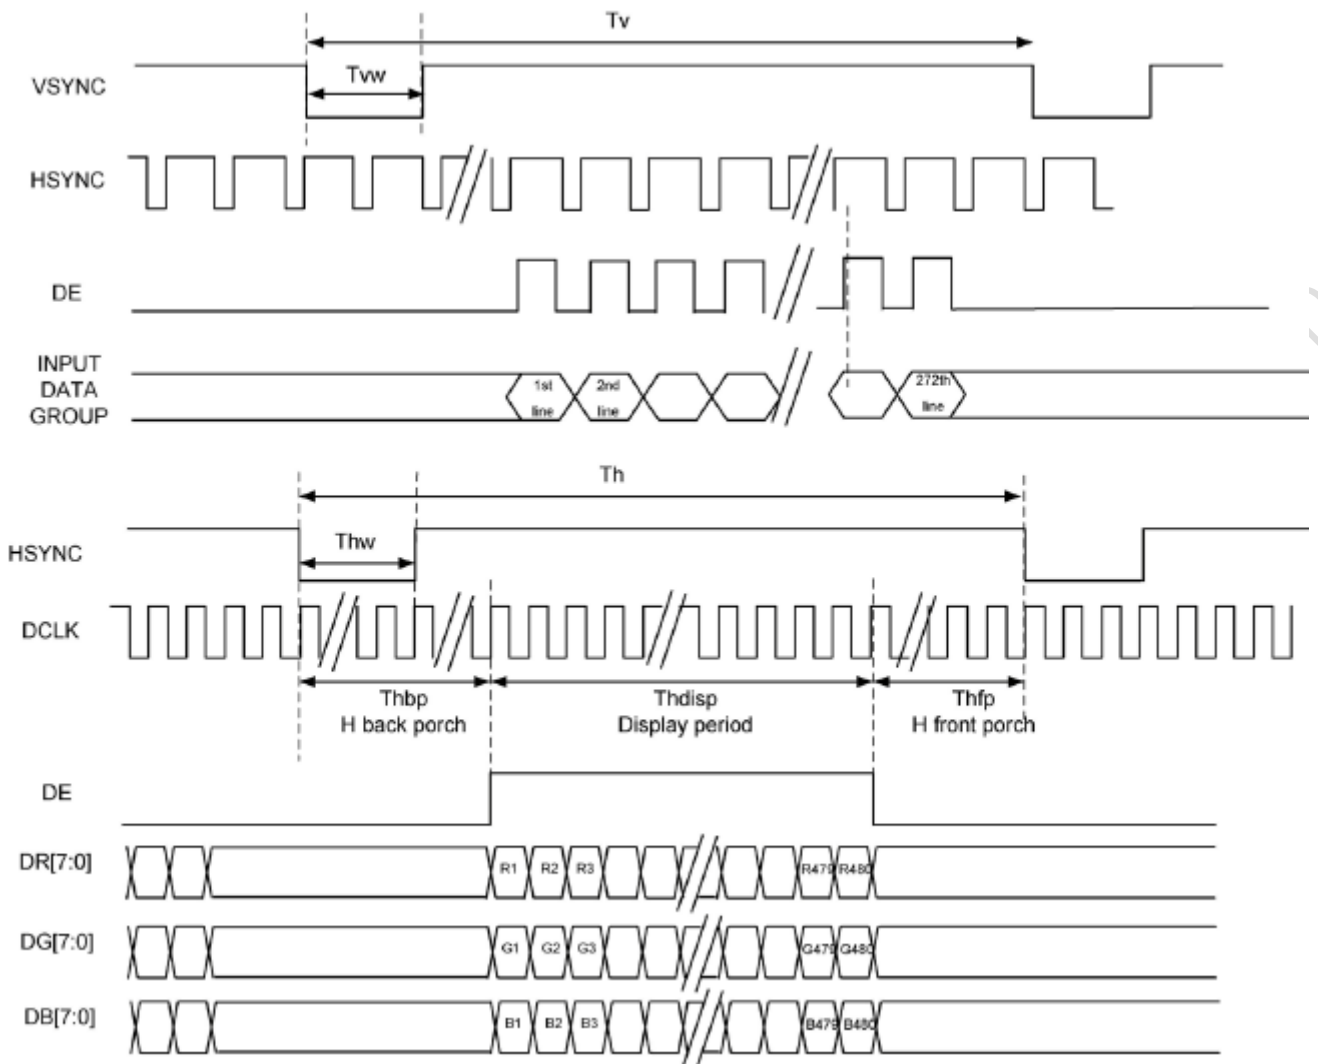 Tv
Tvw
VSYNC
HSYNC
DE
INPUT
DATA
GROUP
1st
line
2nd
line
272th
line
Th
Thw
HSYNC
DCLK
Thbp
H back porch
Thdisp
Display period
Thfp
H front porch
DE
DR[7:0]
R1 R2 R3 R479 R480
DG[7:0]
G1 G2 G3 G479 G480
DB[7:0]
B1 B2 B3 B479 B480